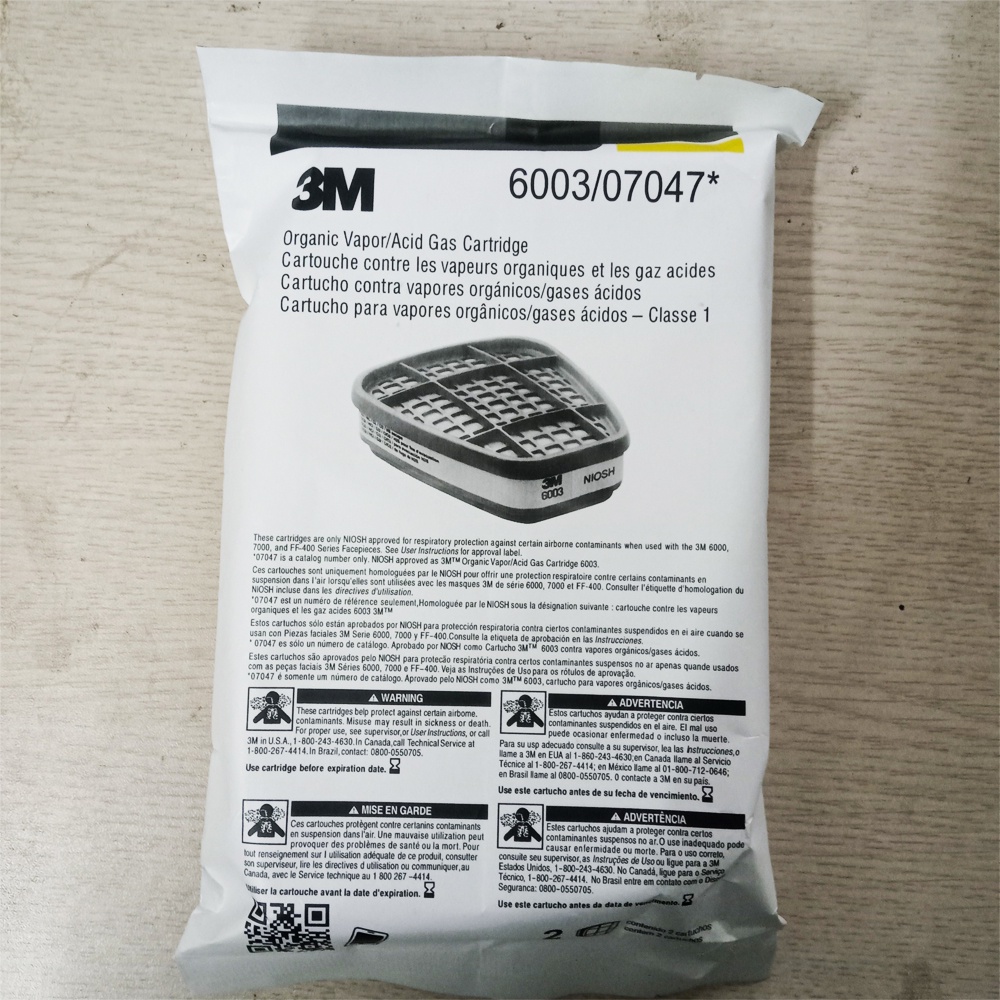 3M
6003/07047*
Organic Vapor/Acid Gas Cartridge
Cartouche contre les vapeurs organiques et les gaz acides
Cartucho contra vapores orgánicos/gases ácidos
Cartucho para vapores orgânicos/gases ácidos – Classe 1
3M
6003
NIOSH
These cartridges are only NIOSH approved for respiratory protection against certain airborne contaminants when used with the 3M 6000,
7000, and FF-400 Series Facepieces. See User Instructions for approval label.
*07047 is a catalog number only. NIOSH approved as 3M™ Organic Vapor/Acid Gas Cartridge 6003.
Ces cartouches sont uniquement homologuées par le NIOSH pour offrir une protection respiratoire contre certains contaminants en
suspension dans l'air lorsqu'elles sont utilisées avec les masques 3M de série 6000, 7000 et FF-400. Consulter l'étiquete d'homologation du
NIOSH incluse dans les directives d'utilisation.
*07047 est un numéro de référence seulement,Homologuée par le NIOSH sous la désignation suivante : cartouche contre les vapeurs
organiques et les gaz acides 6003 3M™
Estos cartuchos sólo están aprobados por NIOSH para protección respiratoria contra ciertos contaminantes suspendidos en ei aire cuando se
usan con Piezas faciales 3M Serie 6000, 7000 y FF-400.Consulte la etiqueta de aprobación en las Instrucciones.
* 07047 es sólo un número de catálogo. Aprobado por NIOSH como Cartucho 3M™ 6003 contra vapores orgánicos/gases ácidos.
Estes cartuchos são aprovados pelo NIOSH para protecão respiratória contra certos contaminantes suspensos no ar apenas quando usados
com as peças faciais 3M Séries 6000, 7000 e FF-400. Veja as Instruções de Uso para os rótulos de aprovação.
*07047 é somente um número de catálogo. Aprovado pelo NIOSH como 3M™ 6003, cartucho para vapores orgânicos/gases ácidos.
WARNING
These cartridges belp protect against certain airbome.
contaminants. Misuse may result in sickness or death.
For proper use, see supervisor,or User Instructions, or call
3M in U.S.A.,1-800-243-4630. In Canada,call Technical Service at
1-800-267-4414. In Brazil,contact: 0800-0550705.
Use cartridge before expiration date.
ADVERTENCIA
Estos cartuchos ayudan a proteger contra ciertos
contaminantes suspendidos en el aire. El mal uso
puede ocasionar enfermedad o incluso la muerte.
Para su uso adecuado consulte a su supervisor, lea las Instrucciones,o
llame a 3M en EUA al 1-860-243-4630,en Canada llame al Servicio
Técnice al 1-800-267-4414; en México llame al 01-800-712-0646;
en Brasil llame al 0800-0550705. 0 contacte a 3M en su país.
Use este cartucho antes de su fecha de vencimiento.
MISE EN GARDE
Ces cartouches protègent contre certanins contaminants
en suspension dans l'air. Une mauvaise utilization peut
provoquer des problèmes de santé ou la mort. Pour
tout renseignement sur l utilisation adéquate de ce produit, consulter
son superviseur, lire les directives d utilisation ou communiquer,au
Canada, avec le Service technique au 1 800 267 –4414.
utiliser la cartouche avant la date d'expiration.
ADVERTÊNCIA
Estes cartuchos ajudam a proteger contra certos
contaminantes suspensos no ar.O use inadequado pode
causar enfermidade ou morte. Para o uso correto,
consulte seu supervisor,as Instruções de Uso ou ligue para a 3M
Estados Unidos, 1-800-243-4630. No Canadá, ligue para o Serviço
Técnico, 1-800-267-4414. No Brasil entre em contato com o
Seguranca: 0800-0550705.
Use este cartucho antes da data de
2
contenido 2 cartuchos
contém 2 cartuchos